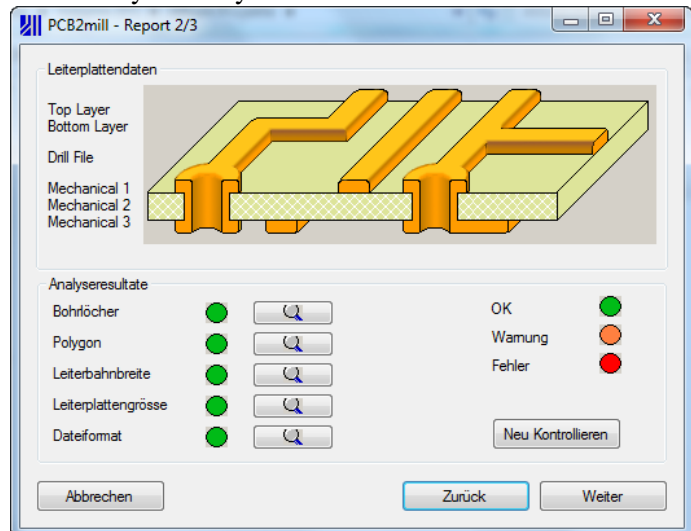 PCB2mill - Report 2/3
Leiterplattendaten
Top Layer
Bottom Layer
Drill File
Mechanical 1
Mechanical 2
Mechanical 3
Analyseresultate
Bohrlöcher
Polygon
Leiterbahnbreite
Leiterplattengrösse
Dateiformat
OK
Warnung
Fehler
Neu Kontrollieren
Abbrechen
Zurück
Weiter